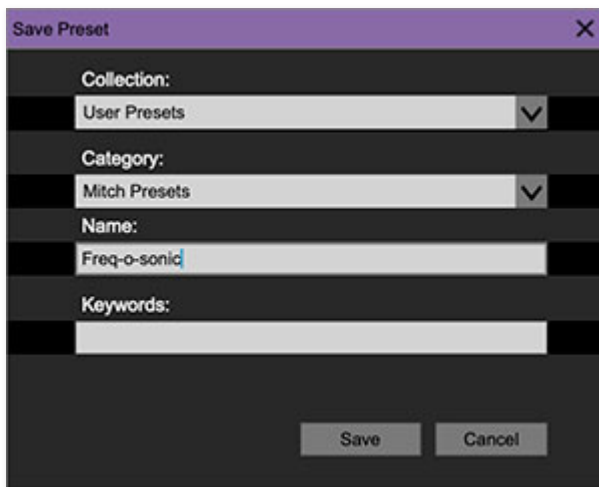 Save Preset
Collection:
User Presets
Category:
Mitch Presets
Name:
Freq-o-sonic
Keywords:
Save Cancel